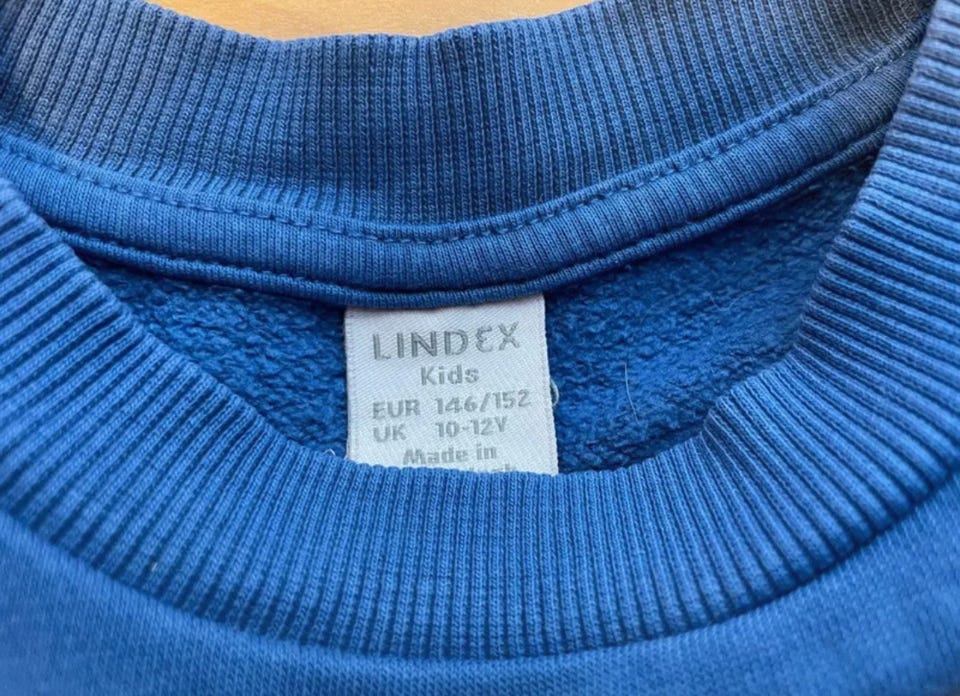 LINDEX
Kids
EUR 146/152
UK 10-12Y
Made in